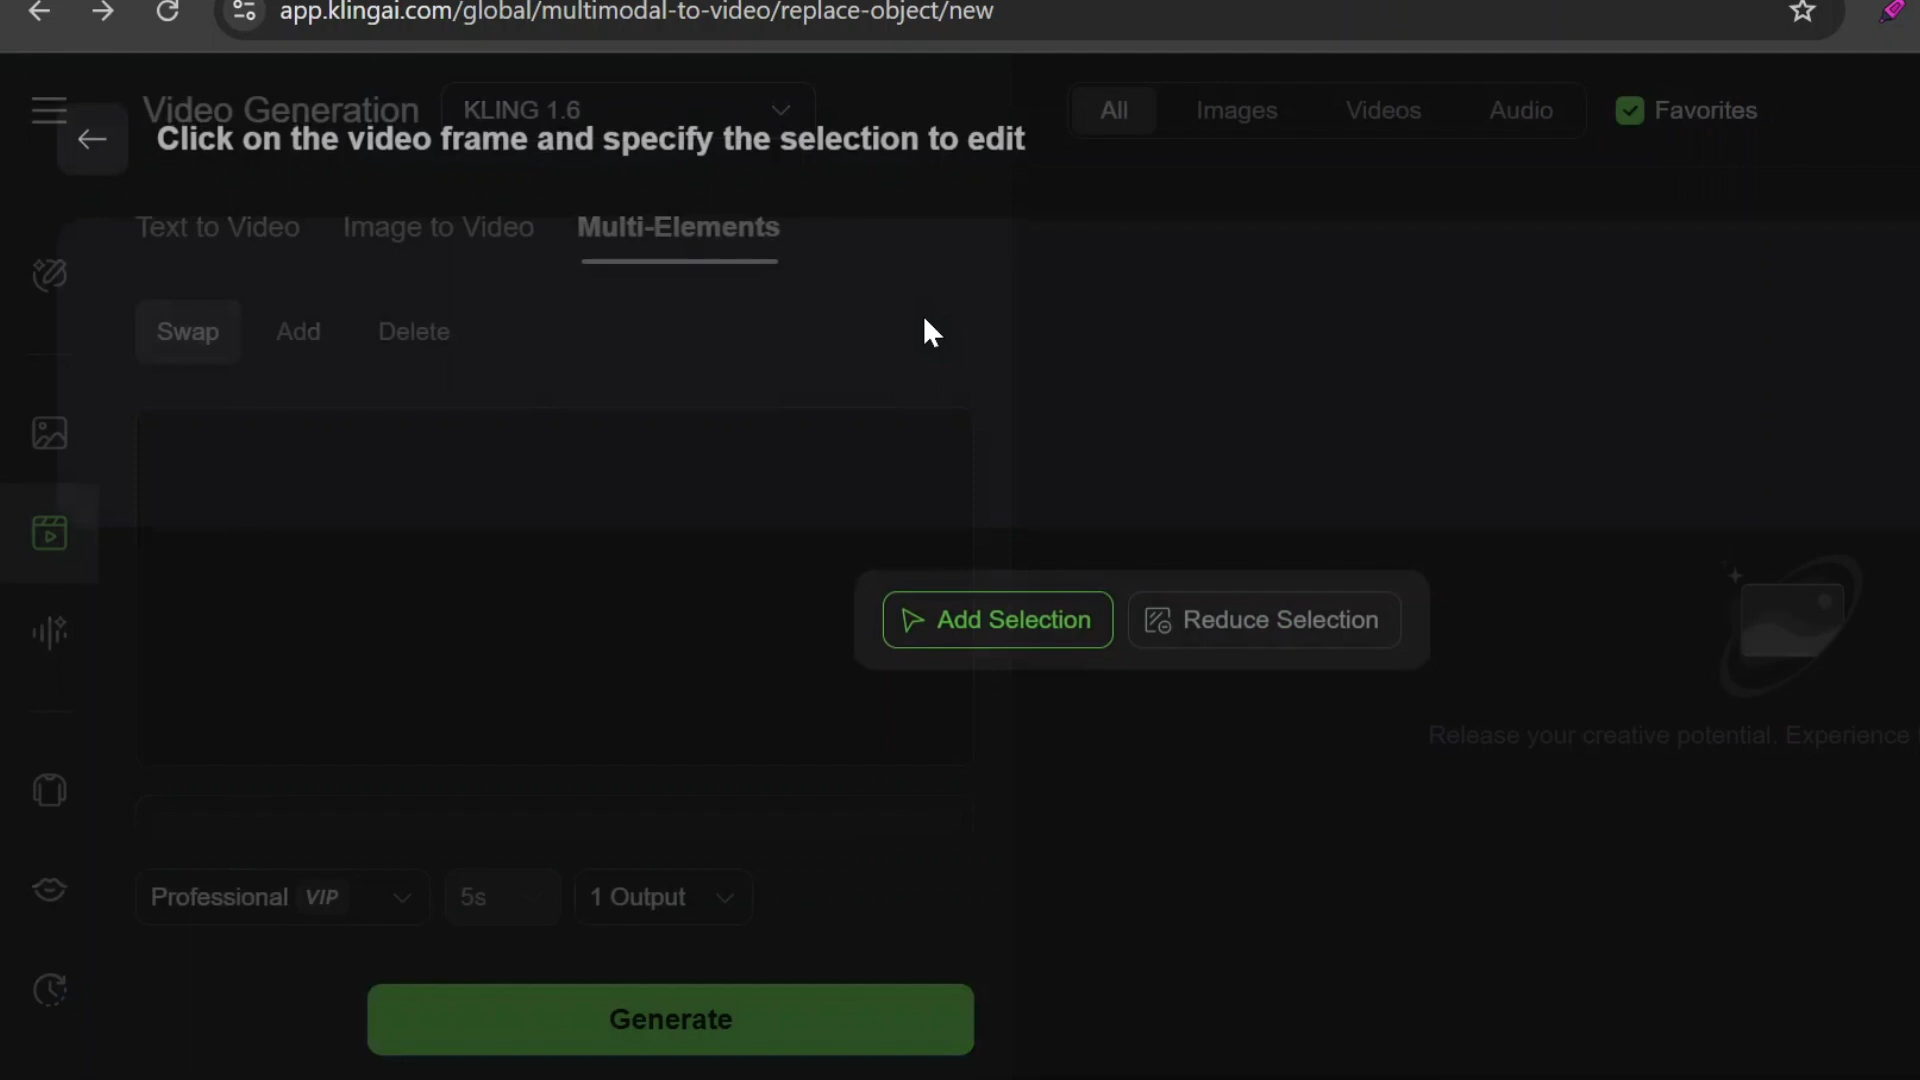 app.klingai.com/global/multimodal-to-video/replace-object/new
Video Generation
KLING 1.6
All
Images
Videos
Audio
Favorites
Click on the video frame and specify the selection to edit
Text to Video
Image to Video
Multi-Elements
Swap
Add
Delete
Add Selection
Reduce Selection
Release your creative potential. Experience
Professional VIP
5s
1 Output
Generate